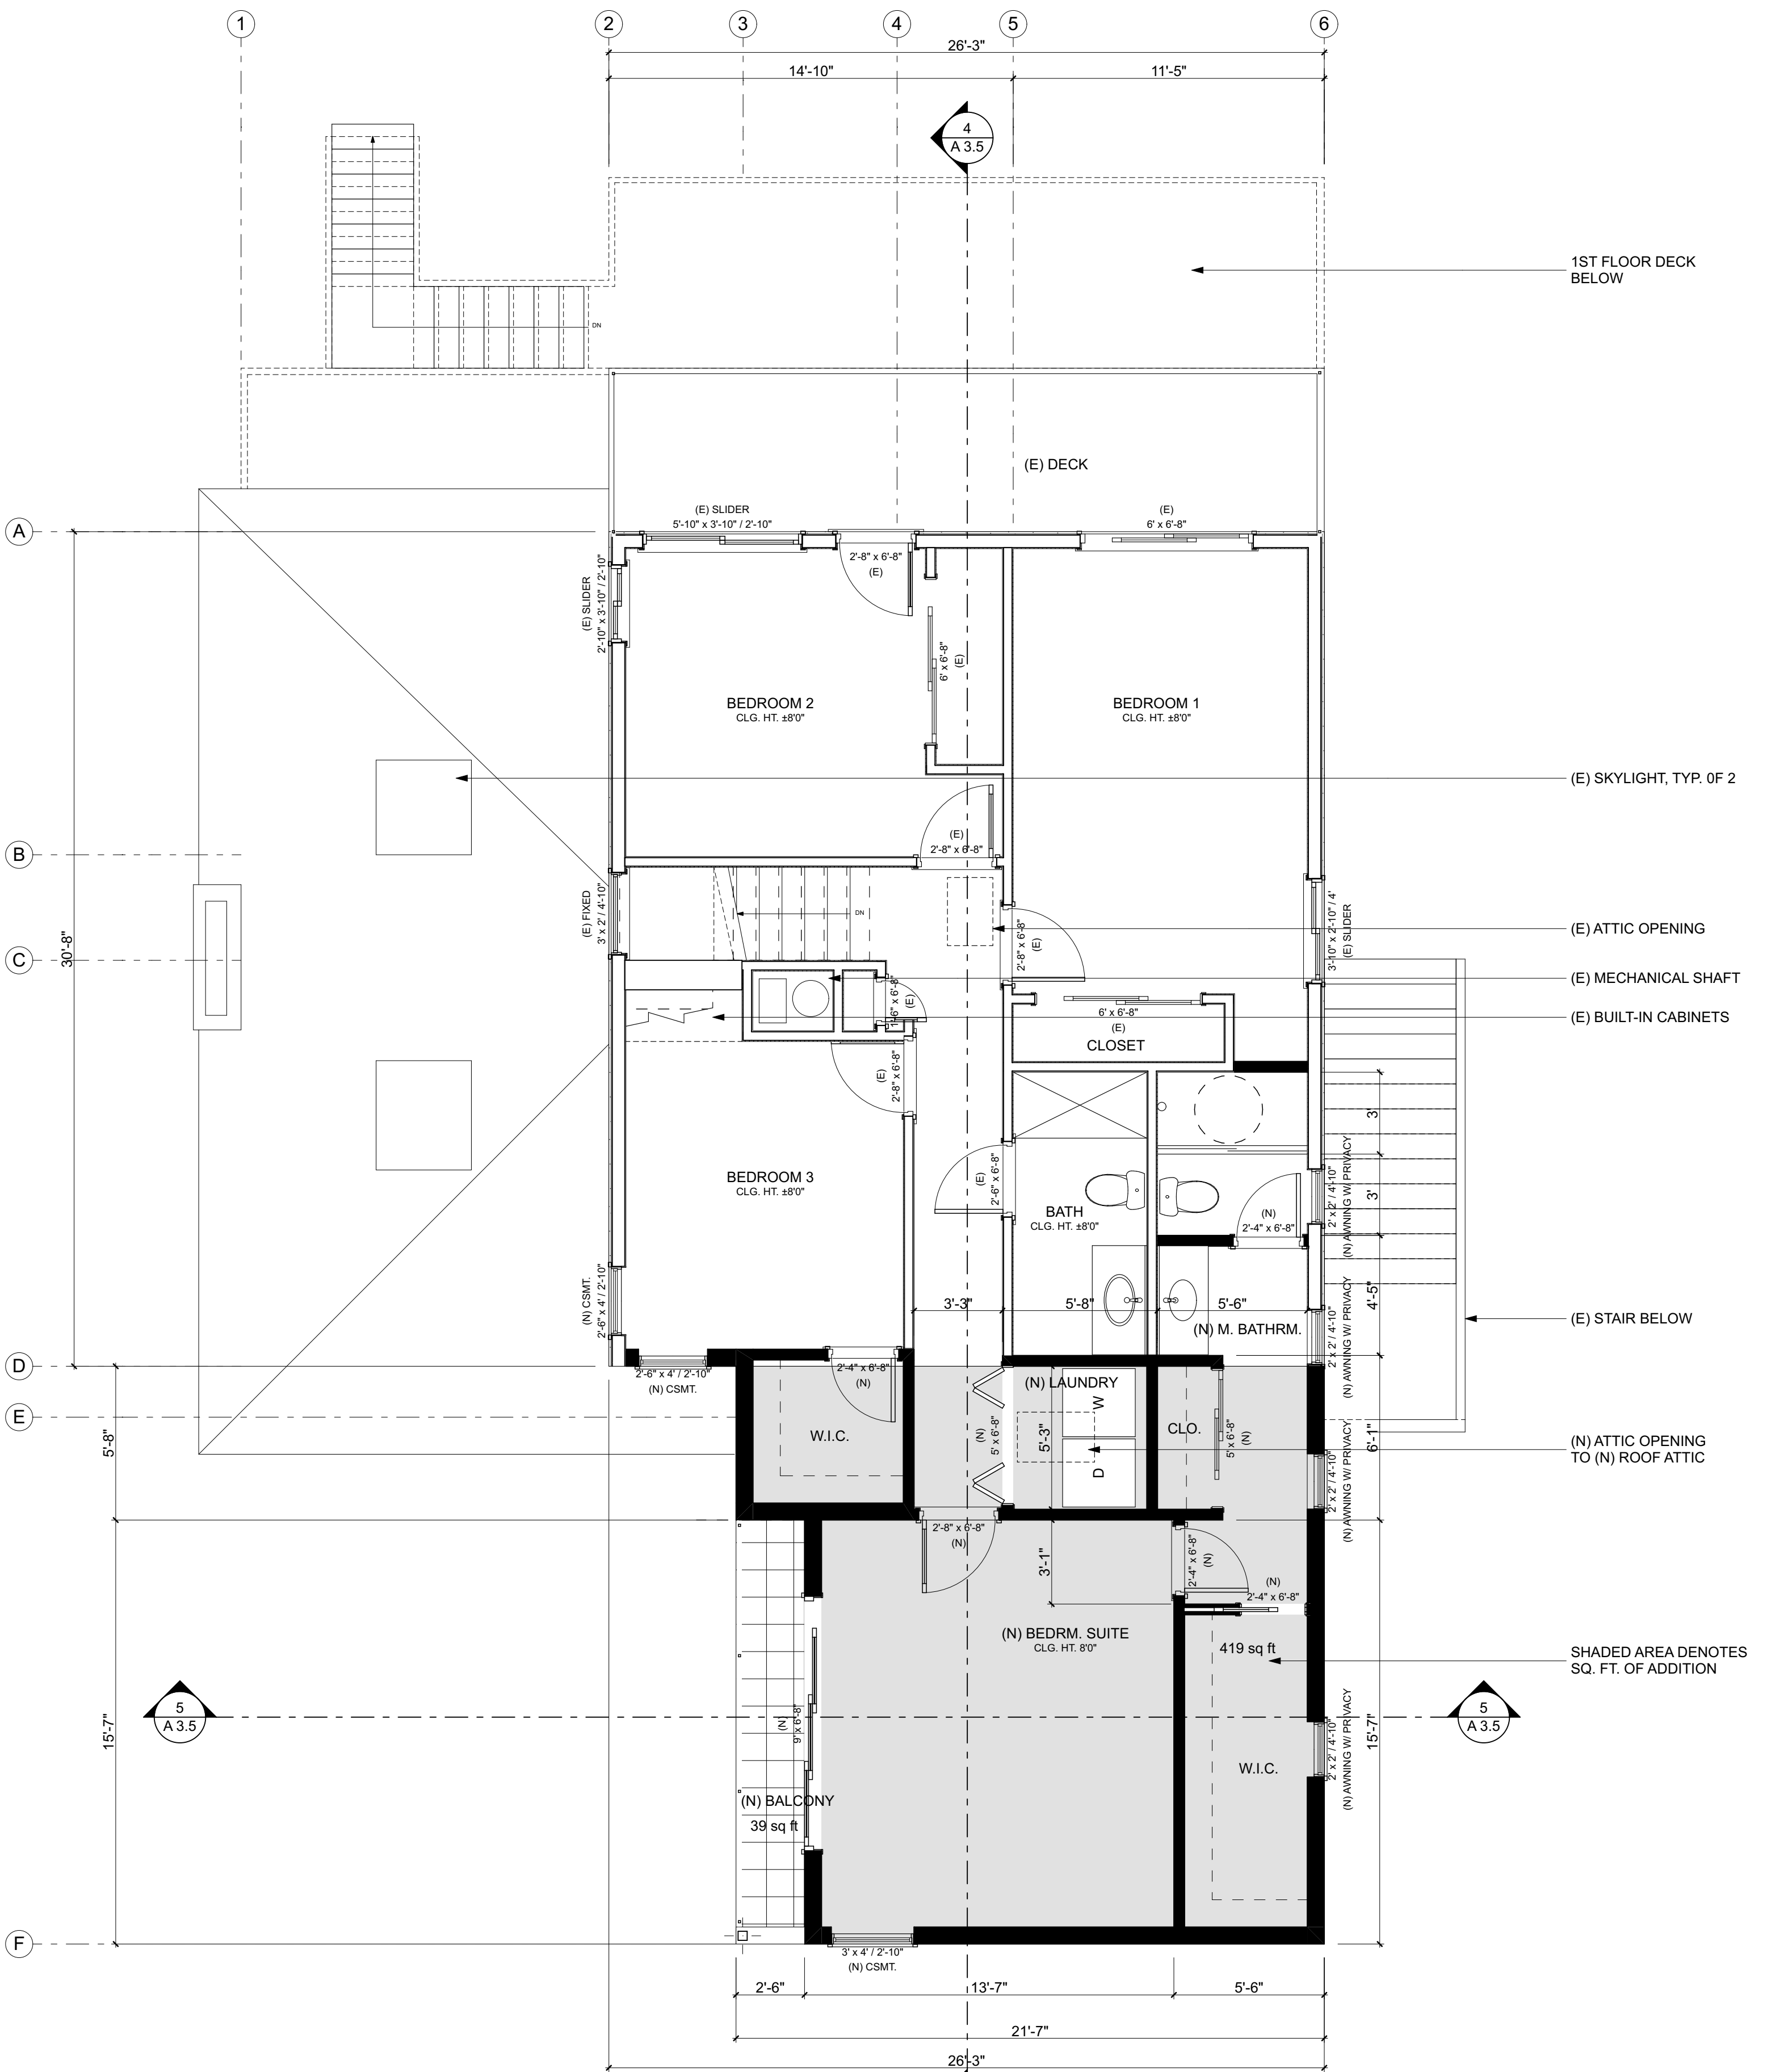 1
2
3
4
5
6
26'-3"
14'-10"
11'-5"
4
A 3.5
1ST FLOOR DECK
BELOW
DN
(E) DECK
A
(E) SLIDER
5'-10" x 3'-10" / 2'-10"
(E)
6' x 6'-8"
2'-8" x 6'-8"
(E)
(E) SLIDER
2'-10" x 3'-10" / 2'-10"
6' x 6'-8"
(E)
BEDROOM 2
CLG. HT. ±8'0"
BEDROOM 1
CLG. HT. ±8'0"
(E) SKYLIGHT, TYP. 0F 2
B
(E)
2'-8" x 6'-8"
(E) FIXED
3' x 2' / 4'-10"
DN
30'-8"
2'-8" x 6'-8"
(E)
3'-10" x 2'-10" / 4'
(E) SLIDER
(E) ATTIC OPENING
C
(E) MECHANICAL SHAFT
1'-6" x 6'-8"
(E)
6' x 6'-8"
(E)
CLOSET
(E) BUILT-IN CABINETS
(E)
2'-8" x 6'-8"
3'
BEDROOM 3
CLG. HT. ±8'0"
(E)
2'-6" x 6'-8"
BATH
CLG. HT. ±8'0"
(N)
2'-4" x 6'-8"
2' x 2' / 4'-10"
(N) AWNING W/ PRIVACY
3'
(N) CSMT.
2'-6" x 4' / 2'-10"
3'-3"
5'-8"
5'-6"
(N) M. BATHRM.
2' x 2' / 4'-10"
(N) AWNING W/ PRIVACY
4'-5"
(E) STAIR BELOW
D
2'-6" x 4' / 2'-10"
(N) CSMT.
2'-4" x 6'-8"
(N)
(N) LAUNDRY
W
E
5'-8"
W.I.C.
(N)
5' x 6'-8"
5'-3"
D
CLO.
5' x 6'-8"
(N)
2' x 2' / 4'-10"
(N) AWNING W/ PRIVACY
6'-1"
(N) ATTIC OPENING
TO (N) ROOF ATTIC
2'-8" x 6'-8"
(N)
3'-1"
2'-4" x 6'-8"
(N)
(N)
2'-4" x 6'-8"
(N) BEDRM. SUITE
CLG. HT. 8'0"
419 sq ft
SHADED AREA DENOTES
SQ. FT. OF ADDITION
5
A 3.5
15'-7"
(N)
9' x 6'-8"
2' x 2' / 4'-10"
(N) AWNING W/ PRIVACY
15'-7"
5
A 3.5
W.I.C.
(N) BALCONY
39 sq ft
F
3' x 4' / 2'-10"
(N) CSMT.
2'-6"
13'-7"
5'-6"
21'-7"
26'-3"